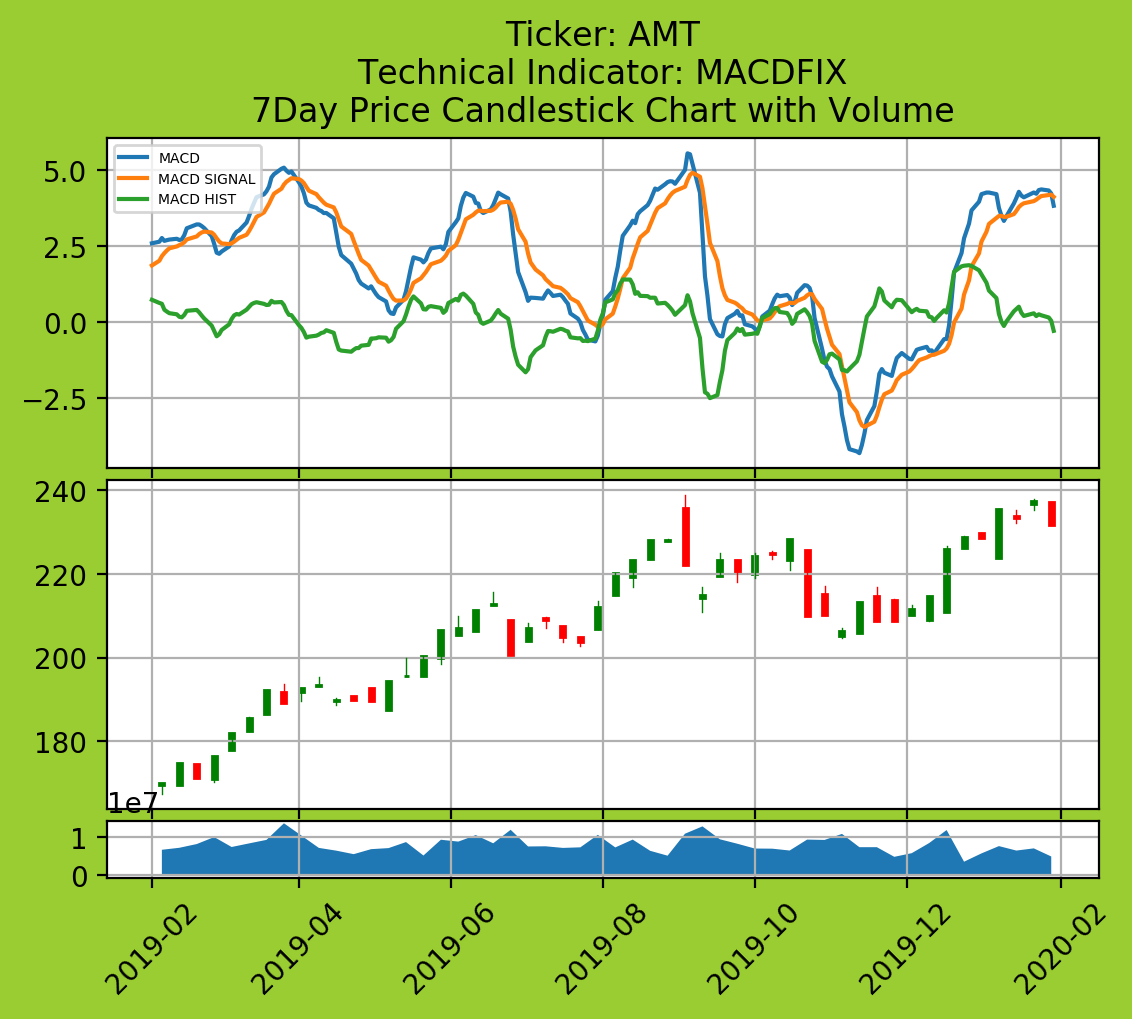 Ticker: AMT
Technical Indicator: MACDFIX
7Day Price Candlestick Chart with Volume
MACD
MACD SIGNAL
MACD HIST
5.0
2.5
0.0
−2.5
240
220
200
180
1e7
1
0
2019-02
2019-04
2019-06
2019-08
2019-10
2019-12
2020-02